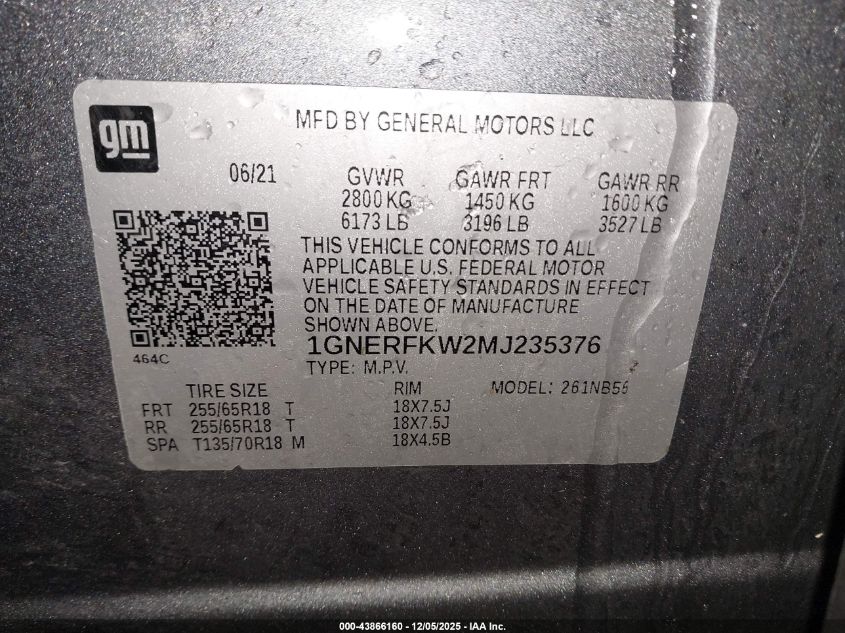 gm
MFD BY GENERAL MOTORS LLC
06/21 GVWR GAWR FRT GAWR RR
2800 KG 1450 KG 1600 KG
6173 LB 3196 LB 3527 LB
THIS VEHICLE CONFORMS TO ALL
APPLICABLE U.S. FEDERAL MOTOR
VEHICLE SAFETY STANDARDS IN EFFECT
ON THE DATE OF MANUFACTURE
SHOWN ABOVE.
464C
1GNERFKW2MJ235376
TYPE: M.P.V.
TIRE SIZE RIM MODEL: 261NB56
FRT 255/65R18 T 18X7.5J
RR 255/65R18 T 18X7.5J
SPA T135/70R18 M 18X4.5B
000-43866160 - 12/05/2025 - IAA Inc.